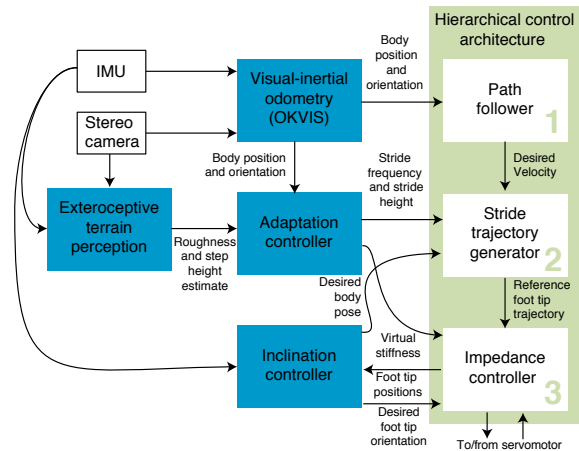 Hierarchical control
architecture
IMU
Stereo
camera
Visual-inertial
odometry
(OKVIS)
Body
position
and
orientation
Path
follower
1
Body position
and orientation
Stride
frequency
and stride
height
Desired
Velocity
Exteroceptive
terrain
perception
Roughness
and step
height
estimate
Adaptation
controller
Stride
trajectory
generator
2
Desired
body
pose
Reference
foot tip
trajectory
Inclination
controller
Virtual
stiffness
Foot tip
positions
Desired
foot tip
orientation
Impedance
controller
3
To/from servomotor